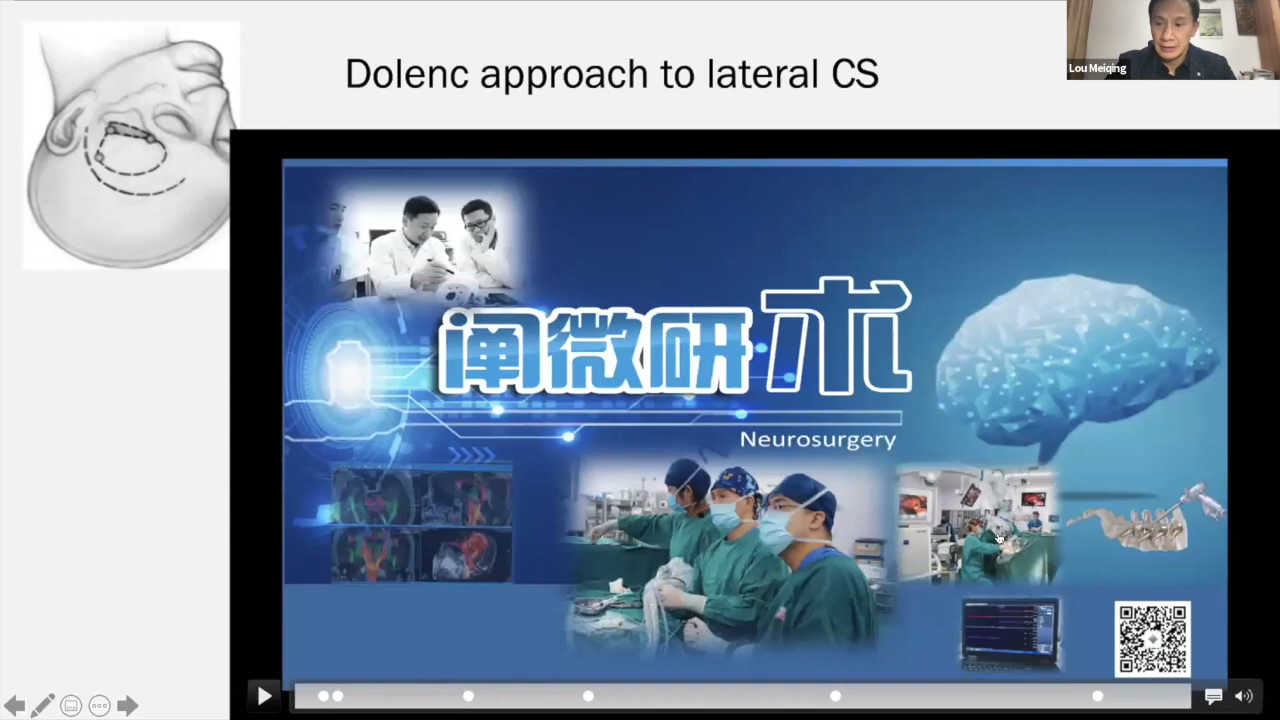 Dolenc approach to lateral CS
Lou Meiqing
阐微研术
Neurosurgery